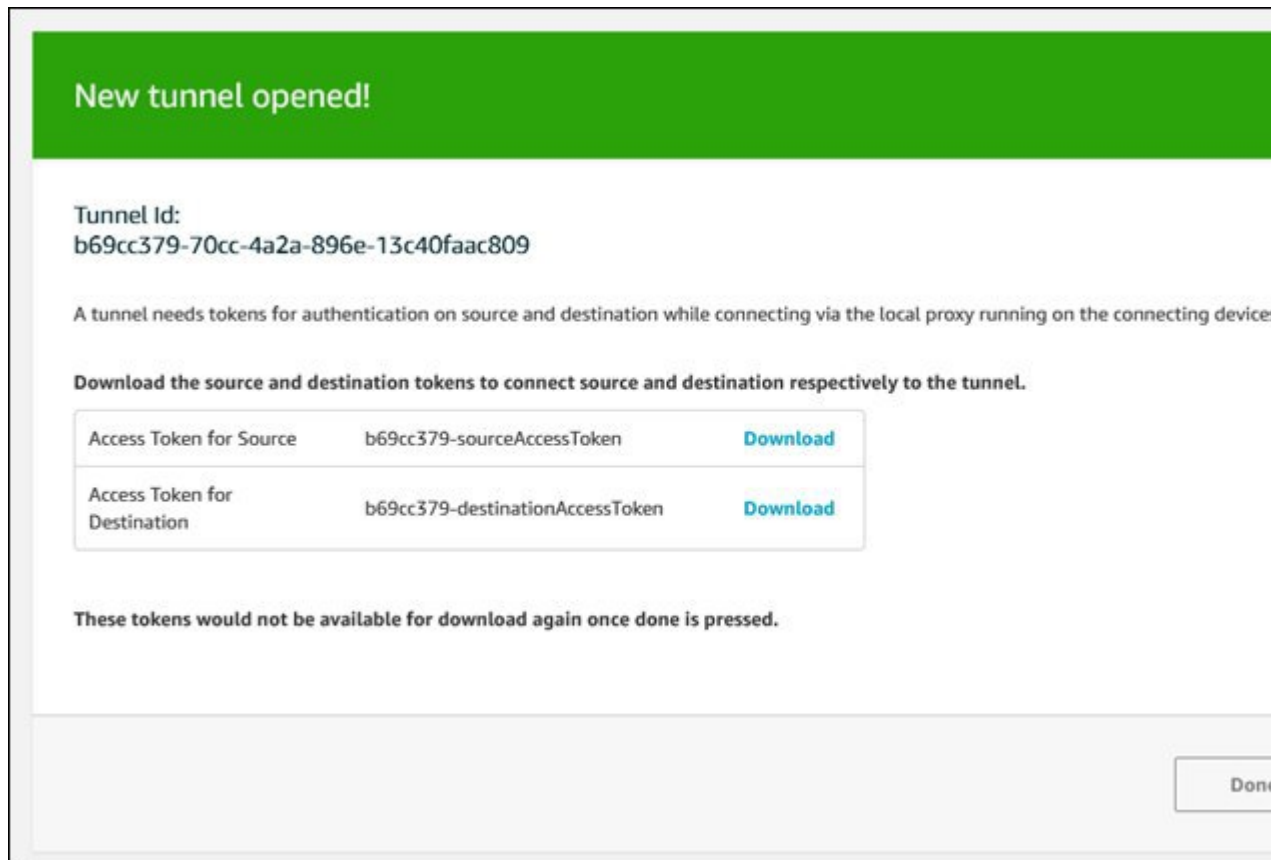 New tunnel opened!
Tunnel Id:
b69cc379-70cc-4a2a-896e-13c40faac809
A tunnel needs tokens for authentication on source and destination while connecting via the local proxy running on the connecting devices
Download the source and destination tokens to connect source and destination respectively to the tunnel.
Access Token for Source b69cc379-sourceAccessToken Download
Access Token for
Destination b69cc379-destinationAccessToken Download
These tokens would not be available for download again once done is pressed.
Done